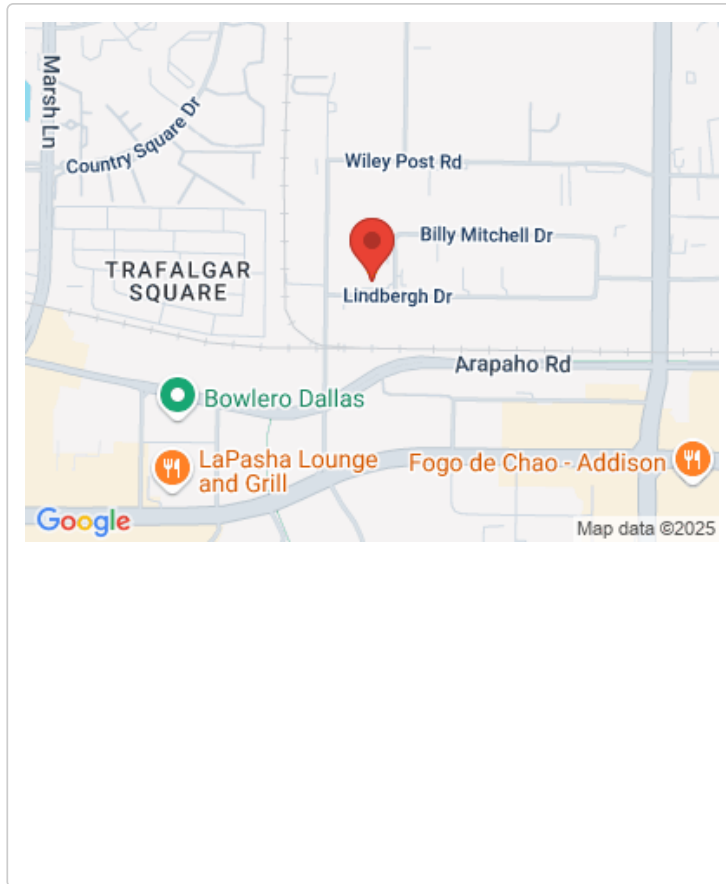 Marsh Ln
Country Square Dr
Wiley Post Rd
Billy Mitchell Dr
TRAFALGAR
SQUARE
Lindbergh Dr
Arapaho Rd
Bowlero Dallas
LaPasha Lounge
and Grill
Fogo de Chao - Addison
Google
Map data ©2025